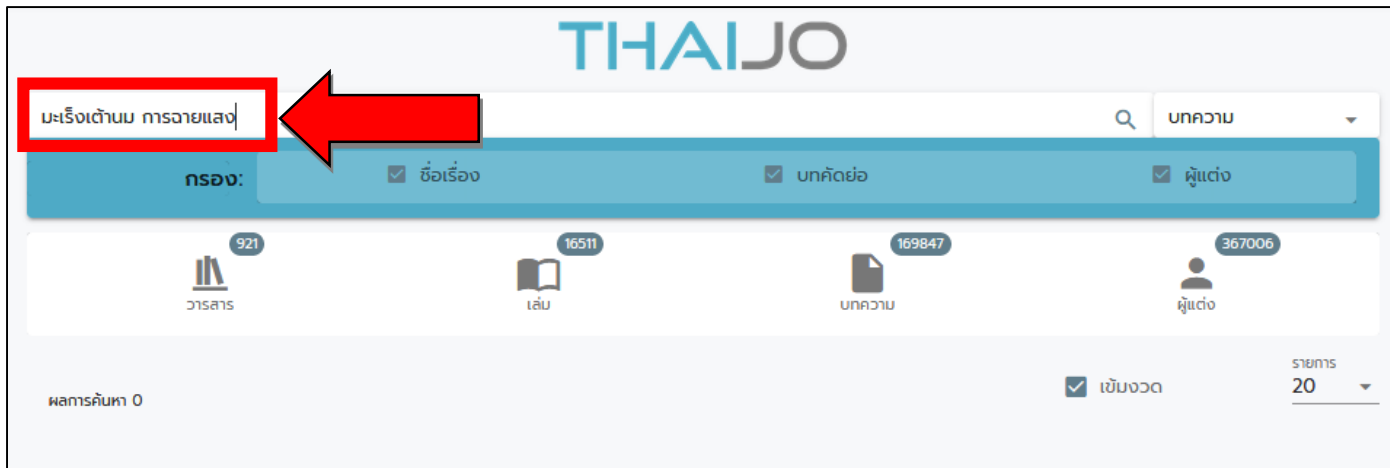 THAIJO
มะเร็งเต้านม การฉายแสง
บทความ
กรอง: ชื่อเรื่อง บทคัดย่อ ผู้แต่ง
921 16511 169847 367006
วารสาร เล่ม บทความ ผู้แต่ง
รายการ
ผลการค้นหา 0 เข้มงวด 20